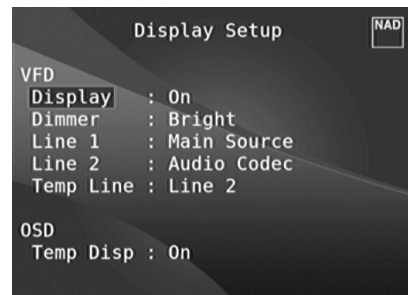 Display Setup
NAD
VFD
Display : On
Dimmer : Bright
Line 1 : Main Source
Line 2 : Audio Codec
Temp Line : Line 2
OSD
Temp Disp : On